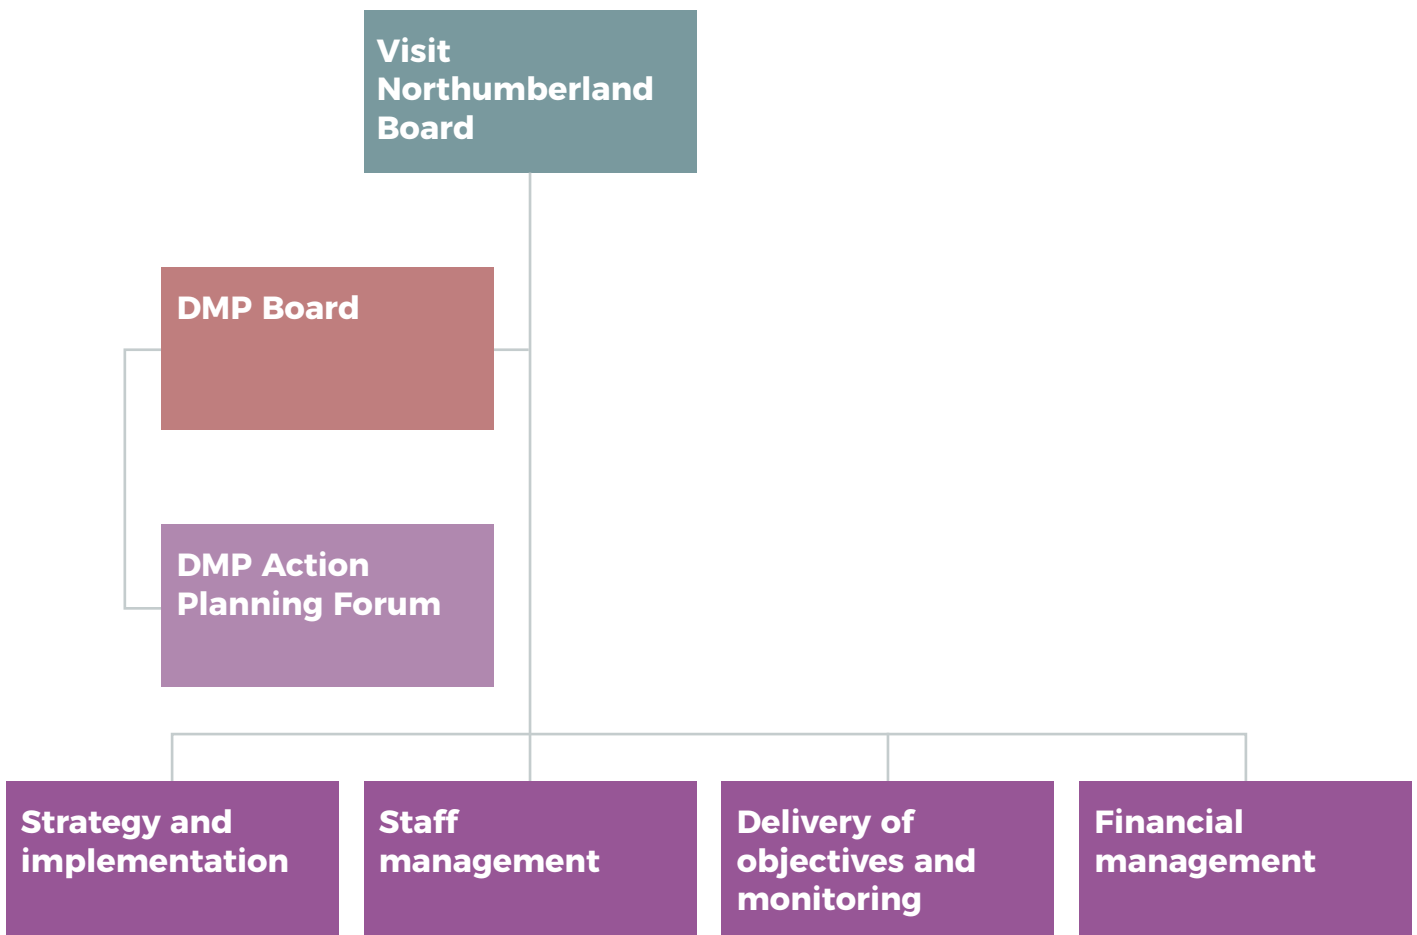 Visit
Northumberland
Board
DMP Board
DMP Action
Planning Forum
Strategy and
implementation
Staff
management
Delivery of
objectives and
monitoring
Financial
management